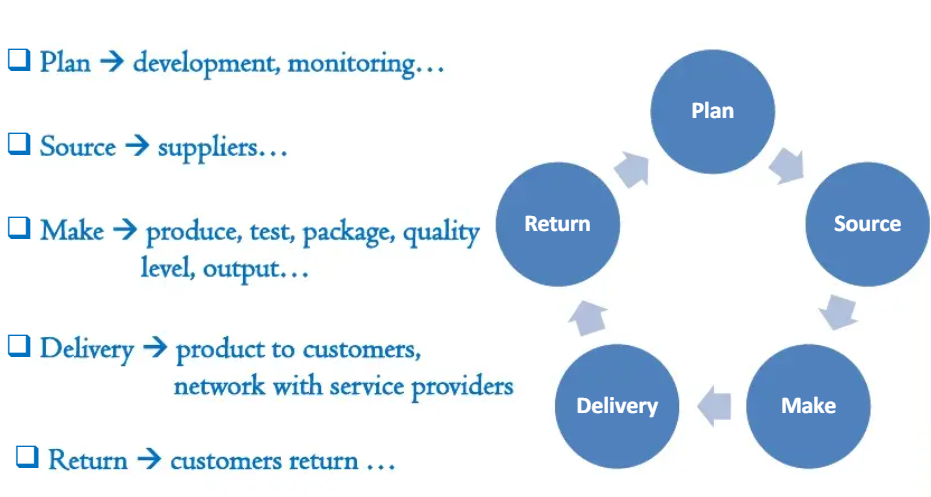 ❑ Plan → development, monitoring…
❑ Source → suppliers…
❑ Make → produce, test, package, quality
level, output…
❑ Delivery → product to customers,
network with service providers
❑ Return → customers return …
Plan
Source
Make
Delivery
Return